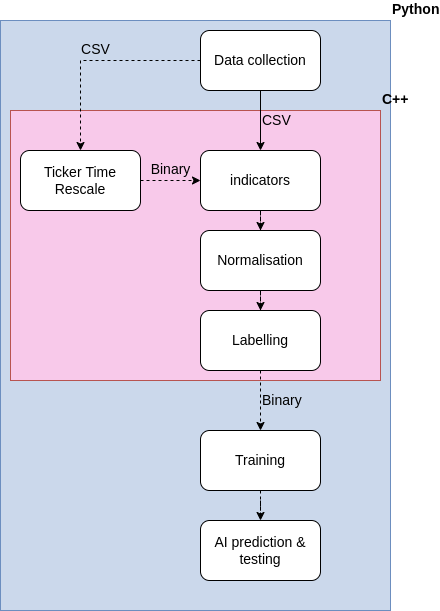 Python
CSV
Data collection
C++
CSV
Ticker Time
Rescale
Binary
indicators
Normalisation
Labelling
Binary
Training
AI prediction &
testing